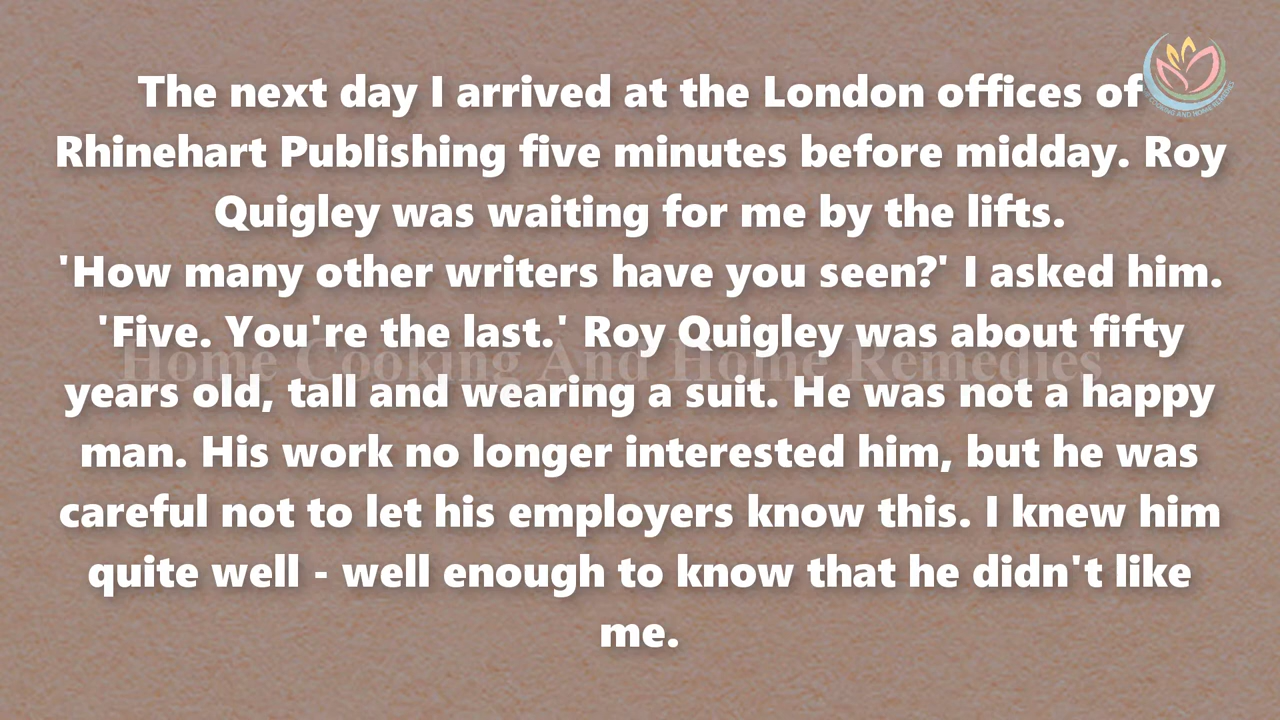 The next day I arrived at the London offices of
Rhinehart Publishing five minutes before midday. Roy
Quigley was waiting for me by the lifts.
'How many other writers have you seen?' I asked him.
'Five. You're the last.' Roy Quigley was about fifty
Home Cooking And Home Remedies
years old, tall and wearing a suit. He was not a happy
man. His work no longer interested him, but he was
careful not to let his employers know this. I knew him
quite well - well enough to know that he didn't like
me.
COOKING AND HOME REMEDIES